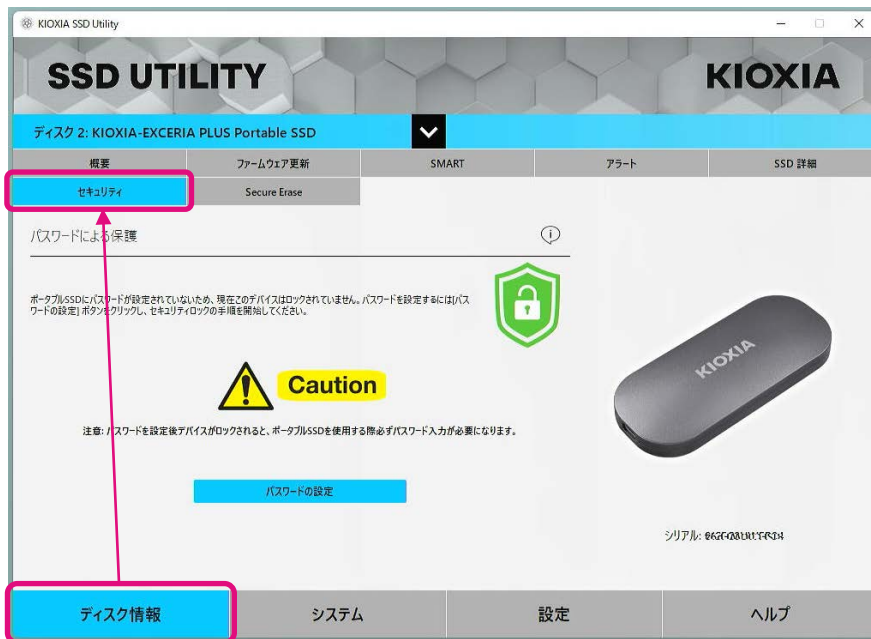 KIOXIA SSD Utility
SSD UTILITY
KIOXIA
ディスク 2: KIOXIA-EXCERIA PLUS Portable SSD
概要
ファームウェア更新
SMART
アラート
SSD 詳細
セキュリティ
Secure Erase
パスワードによる保護
ポータブルSSDにパスワードが設定されていないため、現在このデバイスはロックされていません。パスワードを設定するには[パス
ワードの設定] ボタンをクリックし、セキュリティロックの手順を開始してください。
KIOXIA
Caution
注意: パスワードを設定後デバイスがロックされると、ポータブルSSDを使用する際必ずパスワード入力が必要になります。
パスワードの設定
シリアル:
ディスク情報
システム
設定
ヘルプ